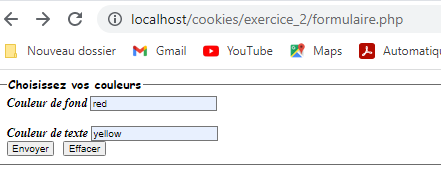 localhost/cookies/exercice_2/formulaire.php
Nouveau dossier Gmail YouTube Maps Automatiqu
Choisissez vos couleurs
Couleur de fond red
Couleur de texte yellow
Envoyer Effacer